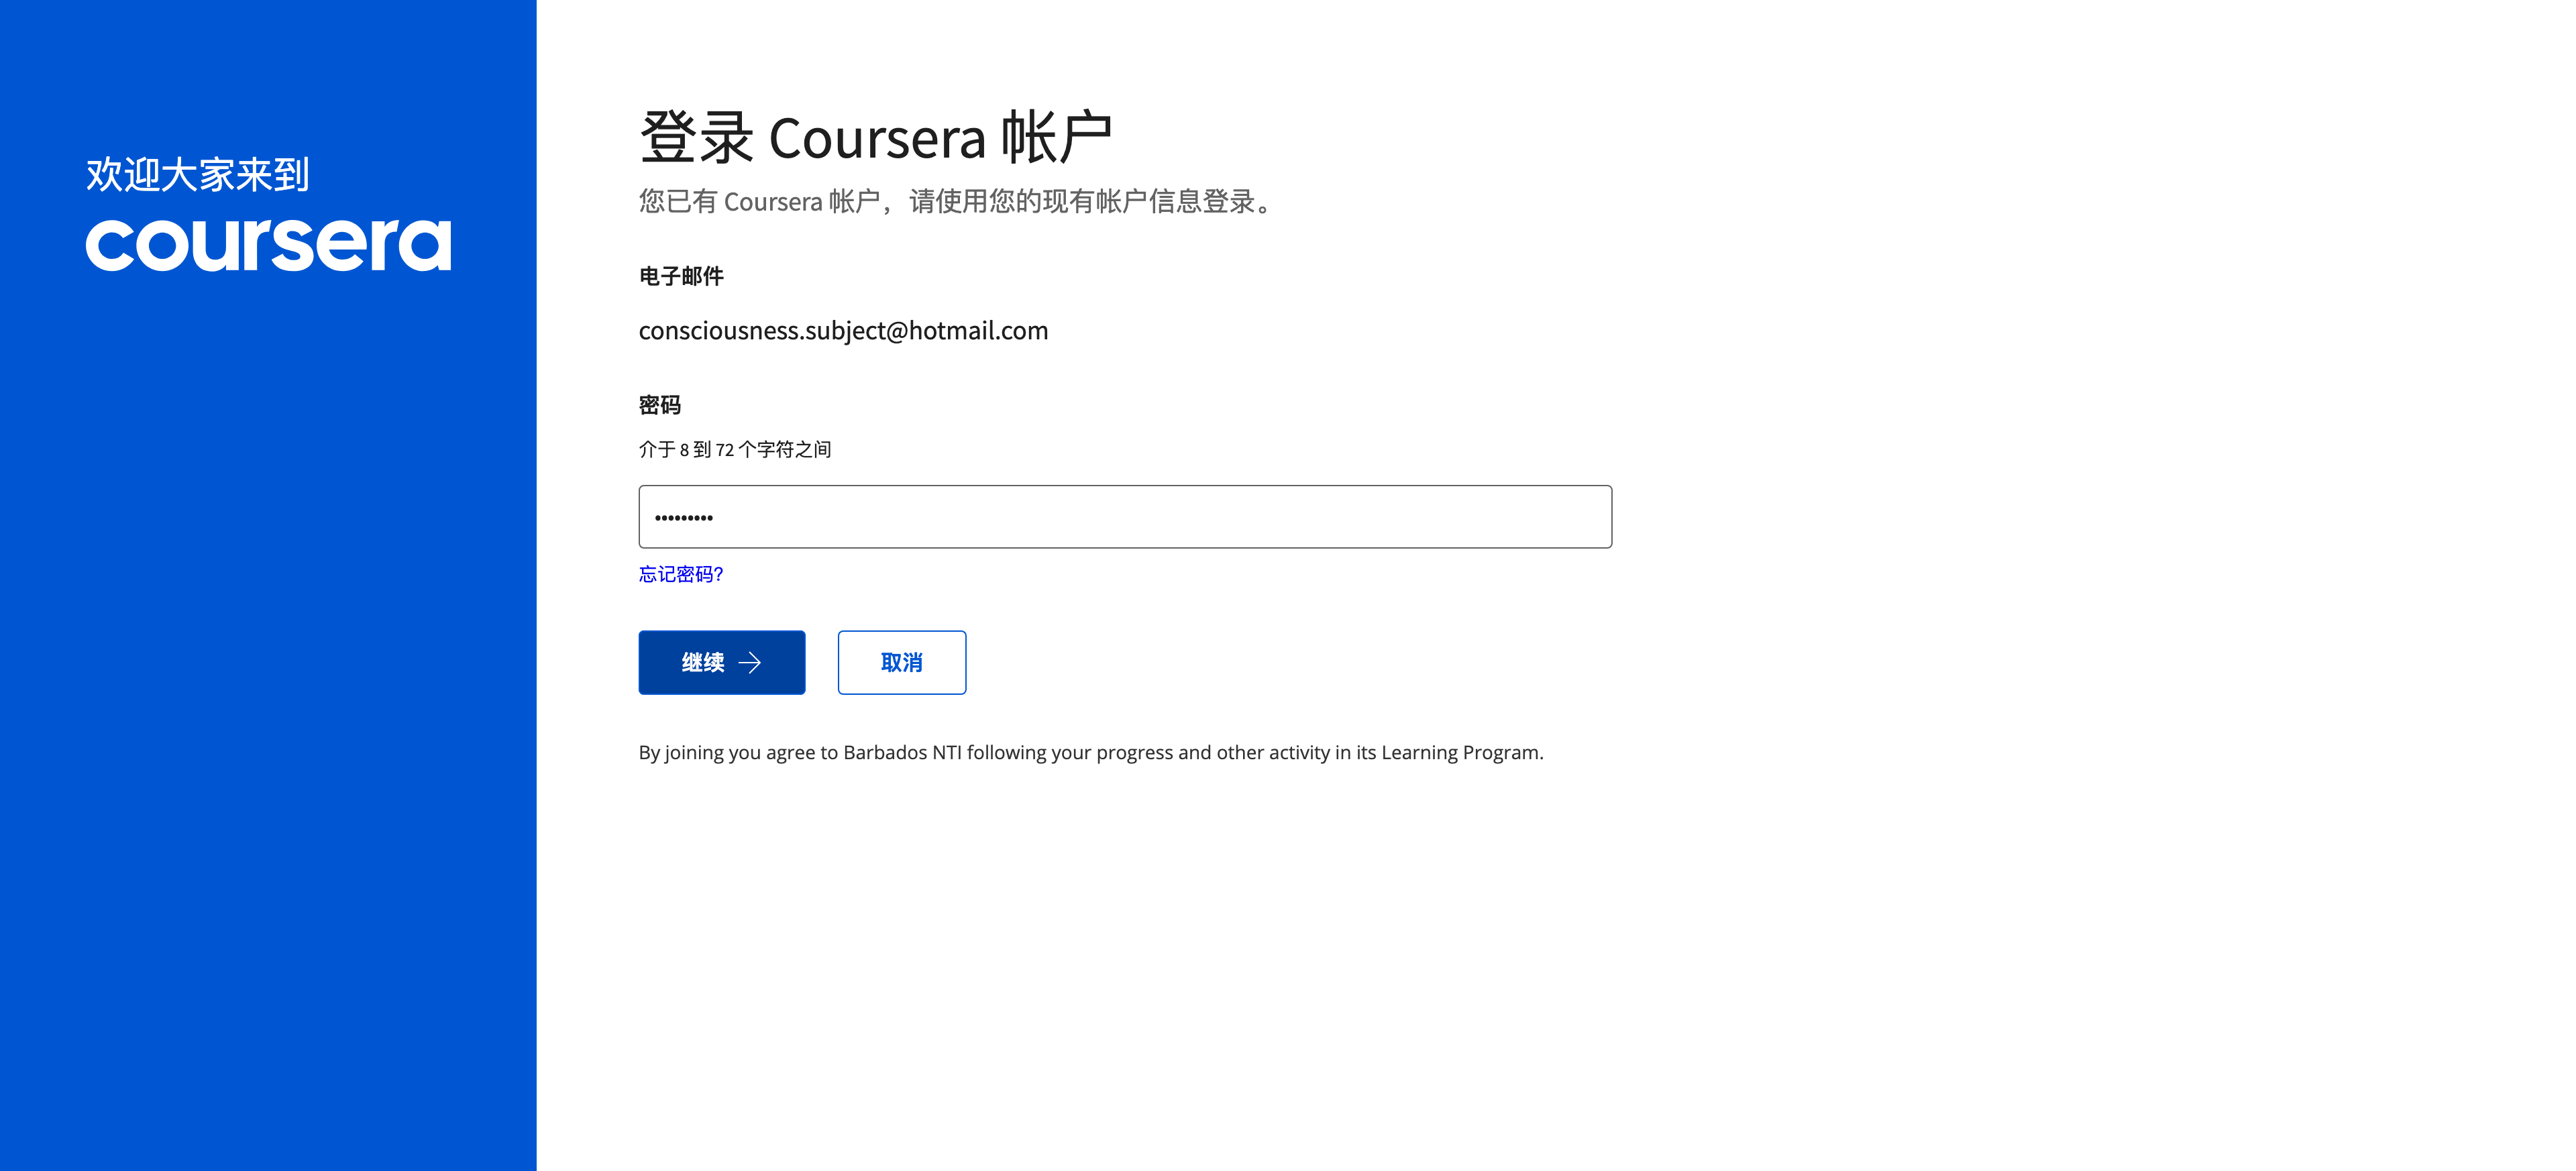 欢迎大家来到
coursera
登录 Coursera 帐户
您已有 Coursera 帐户，请使用您的现有帐户信息登录。
电子邮件
consciousness.subject@hotmail.com
密码
介于 8 到 72 个字符之间
•••••••••
忘记密码?
继续
取消
By joining you agree to Barbados NTI following your progress and other activity in its Learning Program.